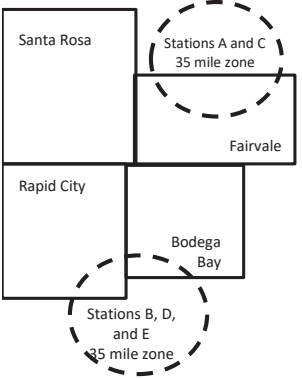 Santa Rosa
Stations A and C
35 mile zone
Fairvale
Rapid City
Bodega
Bay
Stations B, D,
and E
35 mile zone